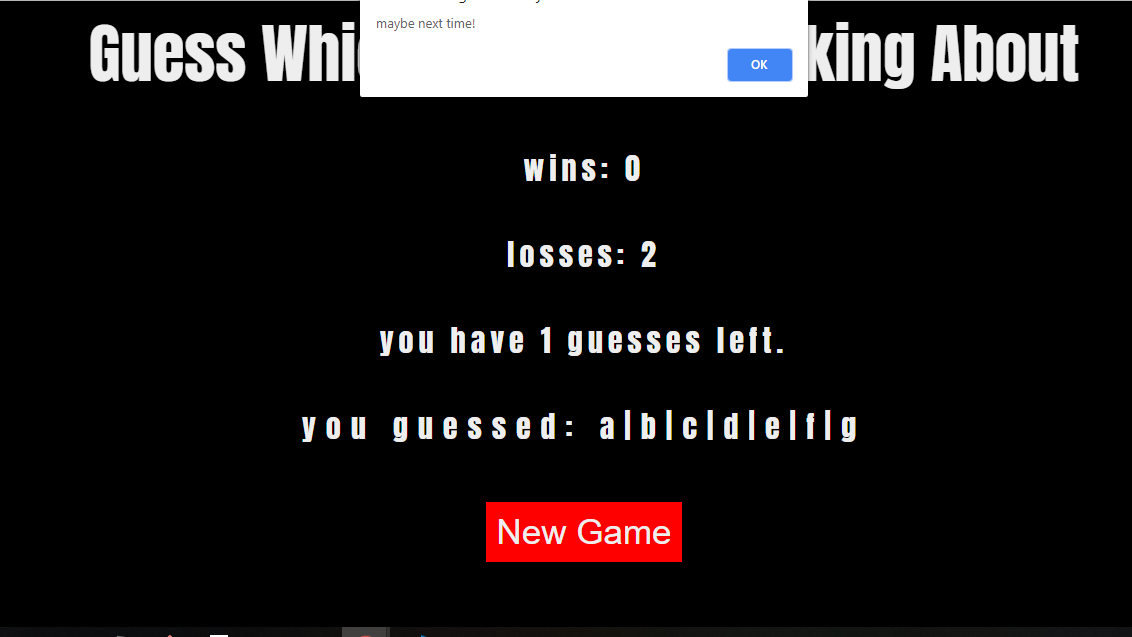 maybe next time!
OK
Guess king About
wins: 0
losses: 2
you have 1 guesses left.
you guessed: a|b|c|d|e|f|g
New Game